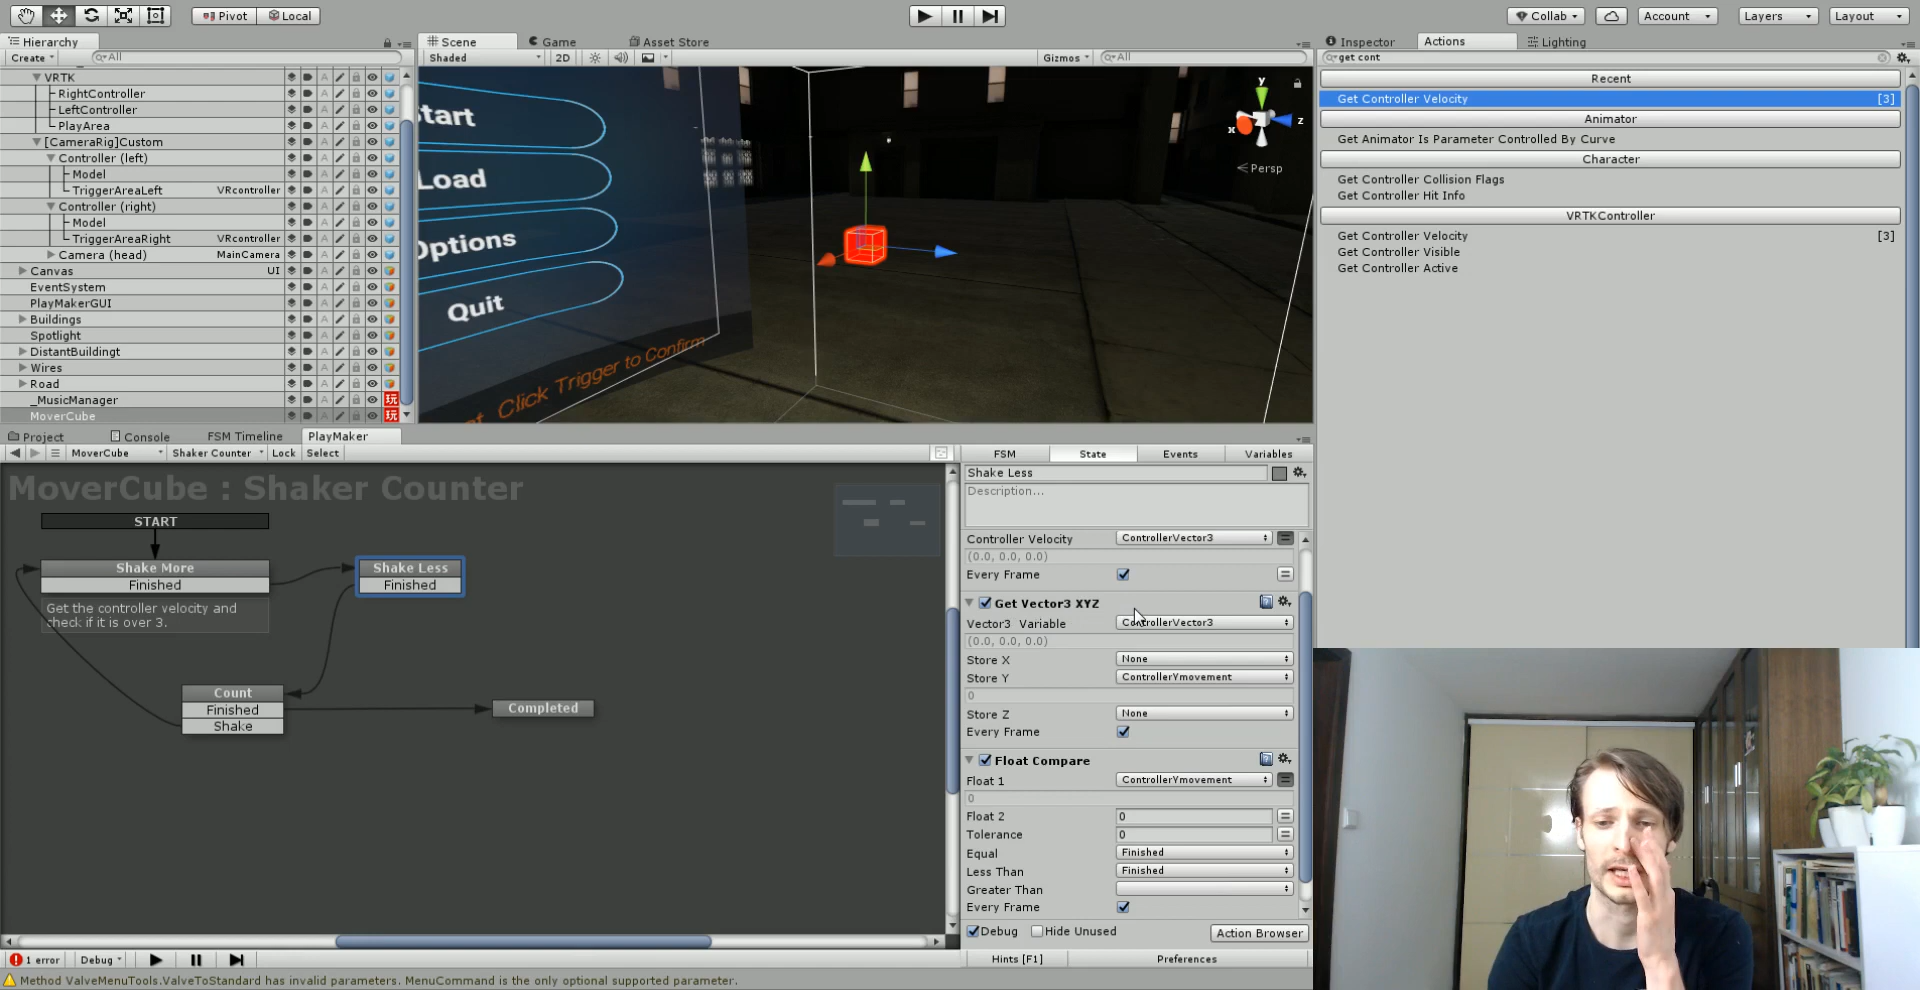 Pivot Local
Collab Account Layers Layout
Hierarchy
Create All
VRTK
RightController
LeftController
PlayArea
[CameraRig]Custom
Controller (left)
Model
TriggerAreaLeft VRcontroller
Controller (right)
Model
TriggerAreaRight VRcontroller
Camera (head) MainCamera
Canvas UI
EventSystem
PlayMakerGUI
Buildings
Spotlight
DistantBuildingt
Wires
Road
_MusicManager
MoverCube
Scene Game Asset Store
Shaded 2D Gizmos All
tart
Load
Options
Quit
Click Trigger to Confirm
y
x
z
Persp
Inspector Actions Lighting
get cont
Recent
Get Controller Velocity [3]
Animator
Get Animator Is Parameter Controlled By Curve
Character
Get Controller Collision Flags
Get Controller Hit Info
VRTKController
Get Controller Velocity [3]
Get Controller Visible
Get Controller Active
Project Console FSM Timeline PlayMaker
MoverCube Shaker Counter Lock Select
MoverCube : Shaker Counter
START
Shake More
Finished
Get the controller velocity and
check if it is over 3.
Shake Less
Finished
Count
Finished
Shake
Completed
FSM State Events Variables
Shake Less
Description...
Controller Velocity ControllerVector3
(0.0, 0.0, 0.0)
Every Frame
Get Vector3 XYZ
Vector3 Variable ControllerVector3
(0.0, 0.0, 0.0)
Store X None
Store Y ControllerYmovement
0
Store Z None
Every Frame
Float Compare
Float 1 ControllerYmovement
0
Float 2 0
Tolerance 0
Equal Finished
Less Than Finished
Greater Than
Every Frame
Debug Hide Unused Action Browser
1 error Debug Hints [F1] Preferences
Method ValveMenuTools.ValveToStandard has invalid parameters. MenuCommand is the only optional supported parameter.